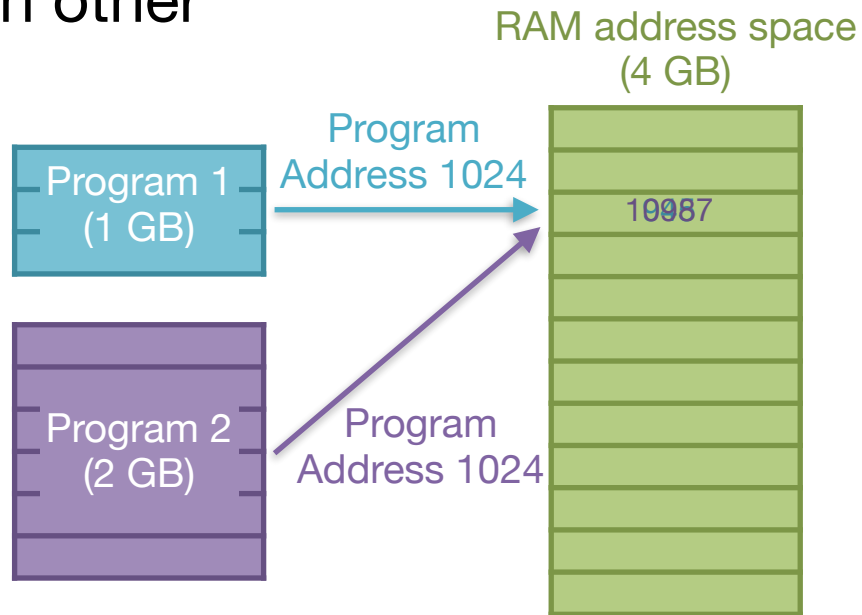 n other
RAM address space
(4 GB)
Program
Address 1024
Program 1
(1 GB)
Program 2
(2 GB)
Program
Address 1024